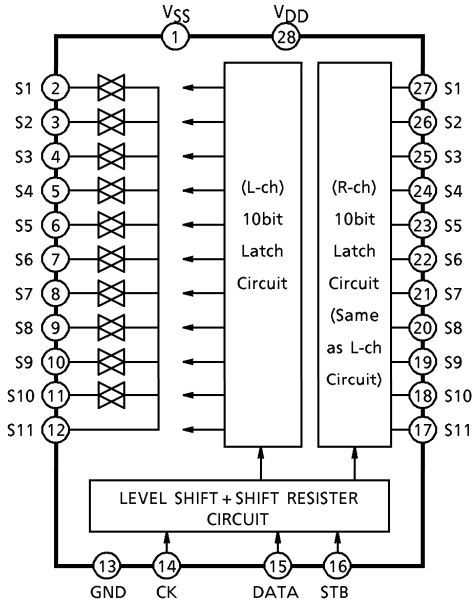 VSS VDD
1 28
S1 2 27 S1
S2 3 26 S2
S3 4 25 S3
S4 5 (L-ch) (R-ch) 24 S4
S5 6 10bit 10bit 23 S5
S6 7 Latch Latch 22 S6
S7 8 Circuit Circuit 21 S7
S8 9 (Same 20 S8
S9 10 as L-ch 19 S9
S10 11 Circuit) 18 S10
S11 12 17 S11
LEVEL SHIFT + SHIFT RESISTER
CIRCUIT
13 14 15 16
GND CK DATA STB